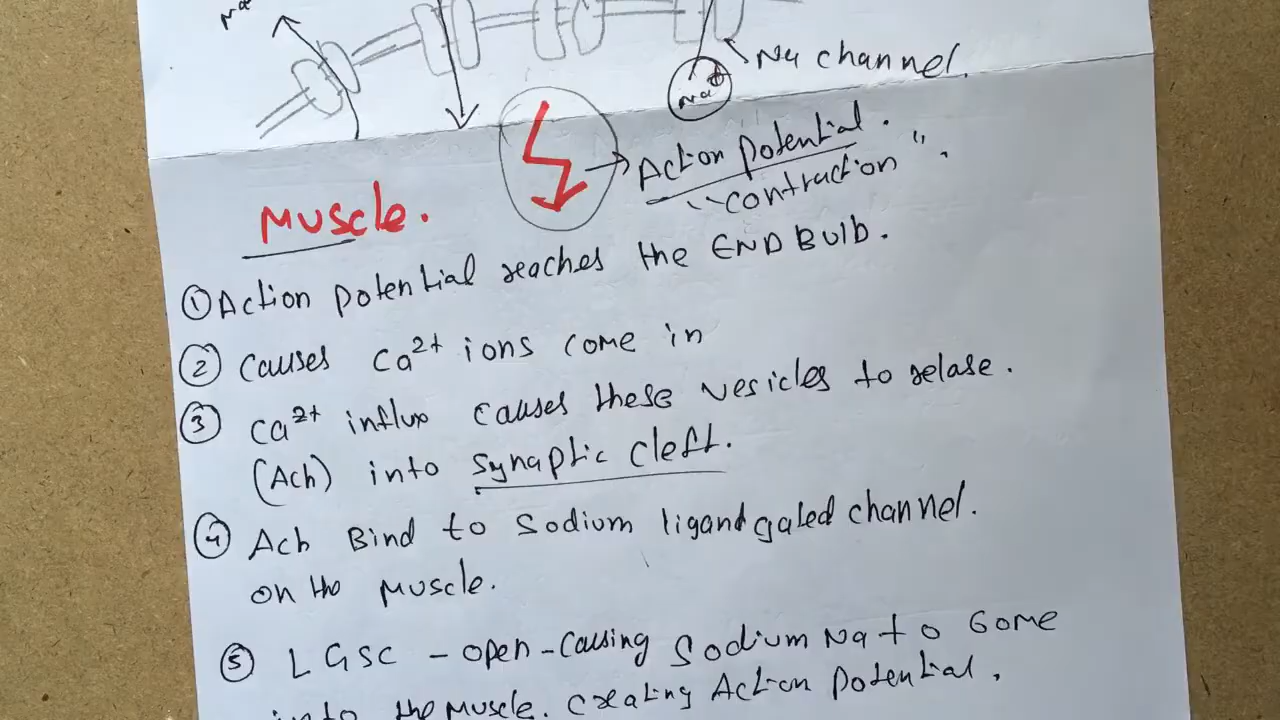 Na+
Na channel.
Na+
Action potential.
"contraction".
Muscle.
① Action potential reaches the END BUlb.
② causes Ca2+ ions come in
③ Ca2+ influx causes these vesicles to relase.
(Ach) into synaptic cleft.
④ Ach Bind to sodium ligand gated channel.
on the Muscle.
⑤ LGSC - open - causing Sodium Na to Come
into the Muscle. creating Action potential.